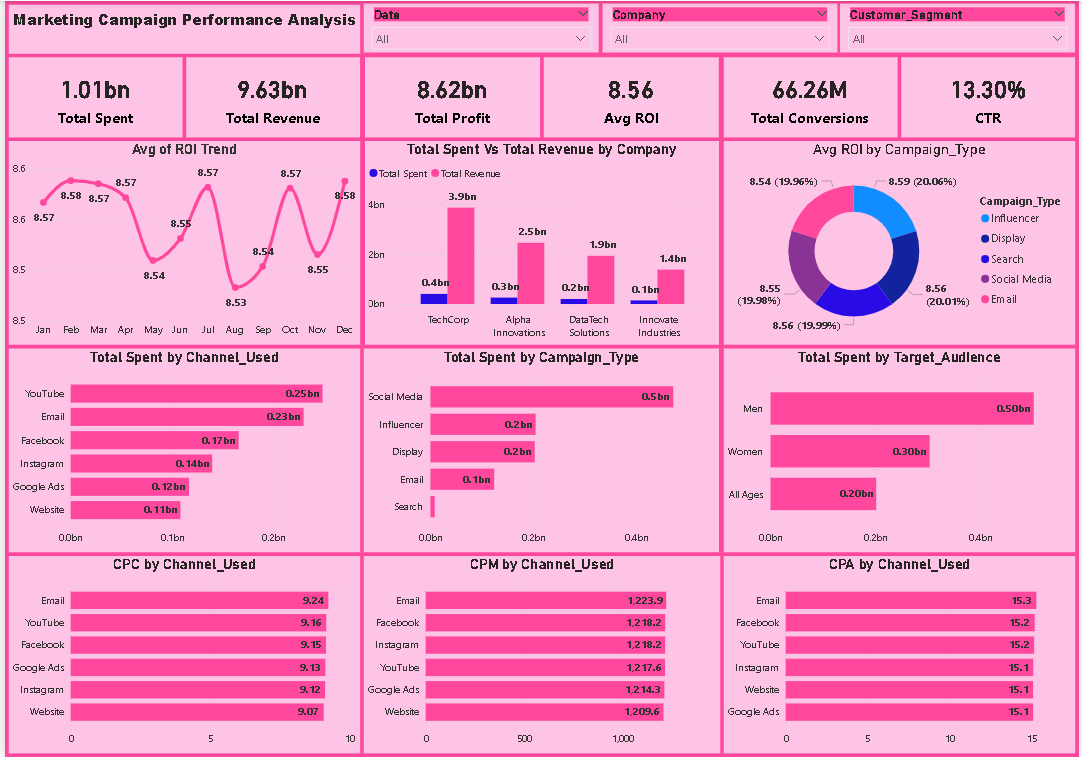 Marketing Campaign Performance Analysis
Date
All
Company
All
Customer_Segment
All
1.01bn
Total Spent
9.63bn
Total Revenue
8.62bn
Total Profit
8.56
Avg ROI
66.26M
Total Conversions
13.30%
CTR
Avg of ROI Trend
8.6
8.6
8.5
8.5
8.57
8.58
8.57
8.57
8.54
8.55
8.57
8.53
8.54
8.57
8.55
8.58
Jan Feb Mar Apr May Jun Jul Aug Sep Oct Nov Dec
Total Spent Vs Total Revenue by Company
Total Spent Total Revenue
4bn
2bn
0bn
0.4bn
3.9bn
0.3bn
2.5bn
0.2bn
1.9bn
0.1bn
1.4bn
TechCorp
Alpha
Innovations
DataTech
Solutions
Innovate
Industries
Avg ROI by Campaign_Type
8.54 (19.96%)
8.59 (20.06%)
8.55
(19.98%)
8.56
(20.01%)
8.56 (19.99%)
Campaign_Type
Influencer
Display
Search
Social Media
Email
Total Spent by Channel_Used
YouTube 0.25bn
Email 0.23bn
Facebook 0.17bn
Instagram 0.14bn
Google Ads 0.12bn
Website 0.11bn
0.0bn 0.1bn 0.2bn
Total Spent by Campaign_Type
Social Media 0.5bn
Influencer 0.2bn
Display 0.2bn
Email 0.1bn
Search
0.0bn 0.2bn 0.4bn
Total Spent by Target_Audience
Men 0.50bn
Women 0.30bn
All Ages 0.20bn
0.0bn 0.2bn 0.4bn
CPC by Channel_Used
Email 9.24
YouTube 9.16
Facebook 9.15
Google Ads 9.13
Instagram 9.12
Website 9.07
0 5 10
CPM by Channel_Used
Email 1,223.9
Facebook 1,218.2
Instagram 1,218.2
YouTube 1,217.6
Google Ads 1,214.3
Website 1,209.6
0 500 1,000
CPA by Channel_Used
Email 15.3
Facebook 15.2
YouTube 15.2
Instagram 15.1
Website 15.1
Google Ads 15.1
0 5 10 15